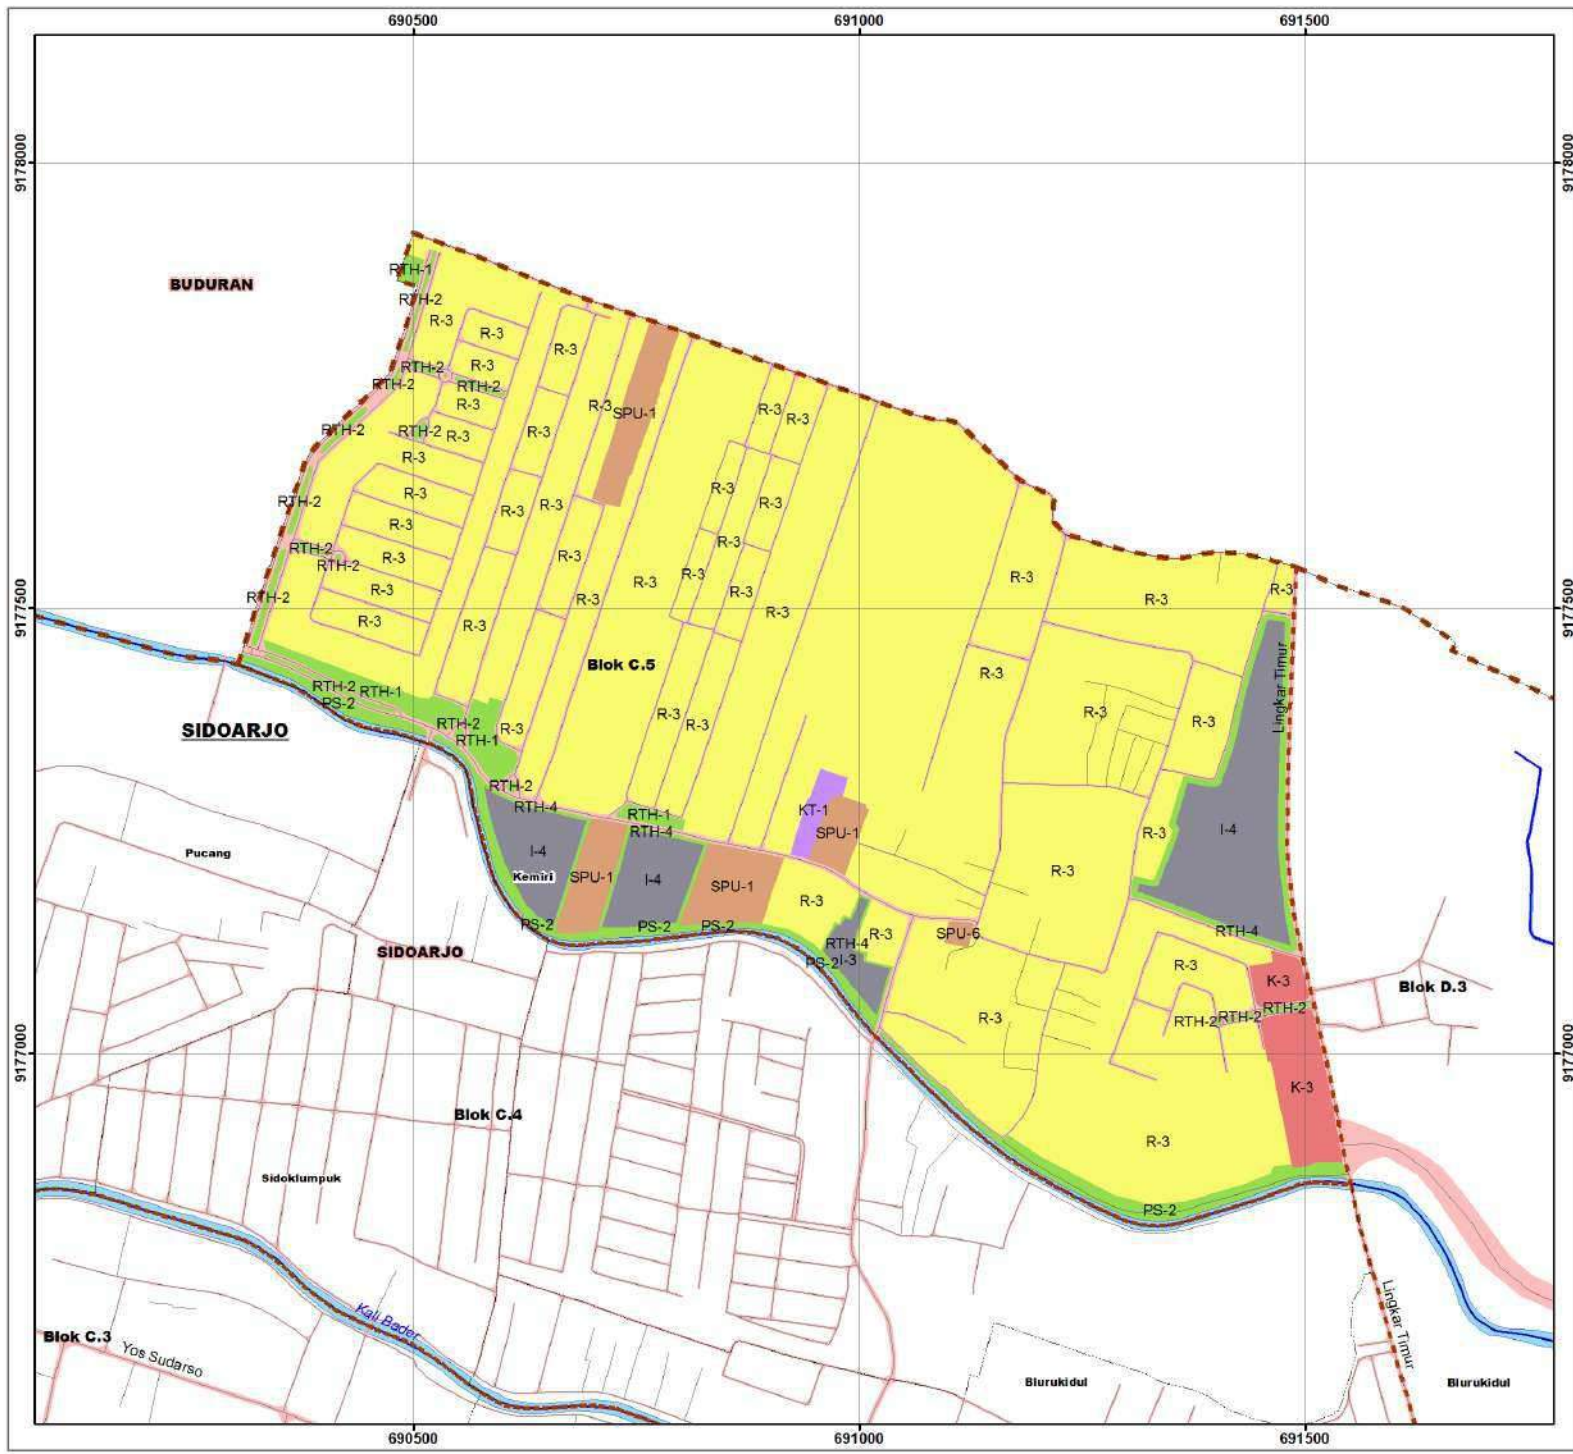 690500
691000
691500
9178000
9178000
BUDURAN
RTH-1
RTH-2
R-3
R-3
R-3
R-3
RTH-2
RTH-2
RTH-2
R-3
R-3
SPU-1
R-3
R-3
RTH-2
RTH-2
R-3
R-3
R-3
R-3
R-3
RTH-2
R-3
R-3
R-3
R-3
R-3
R-3
RTH-2
RTH-2
R-3
R-3
R-3
R-3
R-3
R-3
R-3
R-3
R-3
RTH-2
R-3
R-3
R-3
R-3
R-3
9177500
9177500
R-3
R-3
Blok C.5
R-3
Lingkar Timur
RTH-2
RTH-1
PS-2
SIDOARJO
RTH-2
RTH-1
R-3
R-3
R-3
R-3
R-3
RTH-2
RTH-4
RTH-1
RTH-4
KT-1
SPU-1
R-3
I-4
Pucang
I-4
Kemiri
SPU-1
I-4
SPU-1
R-3
R-3
PS-2
PS-2
PS-2
RTH-4
R-3
SPU-6
RTH-4
SIDOARJO
PS-2
I-3
R-3
K-3
Blok D.3
R-3
RTH-2
RTH-2
RTH-2
9177000
9177000
K-3
Blok C.4
R-3
Sidoklumpuk
PS-2
Kali Bader
Lingkar Timur
Blok C.3
Yos Sudarso
Blurukidul
Blurukidul
690500
691000
691500